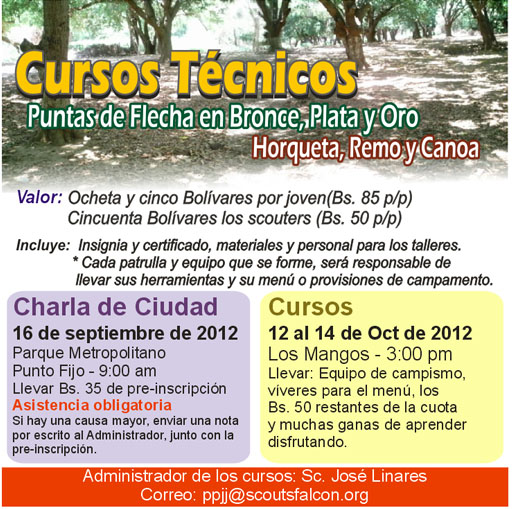 Cursos Técnicos
Puntas de Flecha en Bronce, Plata y Oro
Horqueta, Remo y Canoa
Valor: Ocheta y cinco Bolívares por joven(Bs. 85 p/p)
Cincuenta Bolívares los scouters (Bs. 50 p/p)
Incluye: Insignia y certificado, materiales y personal para los talleres.
* Cada patrulla y equipo que se forme, será responsable de
llevar sus herramientas y su menú o provisiones de campamento.
Charla de Ciudad
16 de septiembre de 2012
Parque Metropolitano
Punto Fijo - 9:00 am
Llevar Bs. 35 de pre-inscripción
Asistencia obligatoria
Si hay una causa mayor, enviar una nota
por escrito al Administrador, junto con la
pre-inscripción.
Cursos
12 al 14 de Oct de 2012
Los Mangos - 3:00 pm
Llevar: Equipo de campismo,
víveres para el menú, los
Bs. 50 restantes de la cuota
y muchas ganas de aprender
disfrutando.
Administrador de los cursos: Sc. José Linares
Correo: ppjj@scoutsfalcon.org